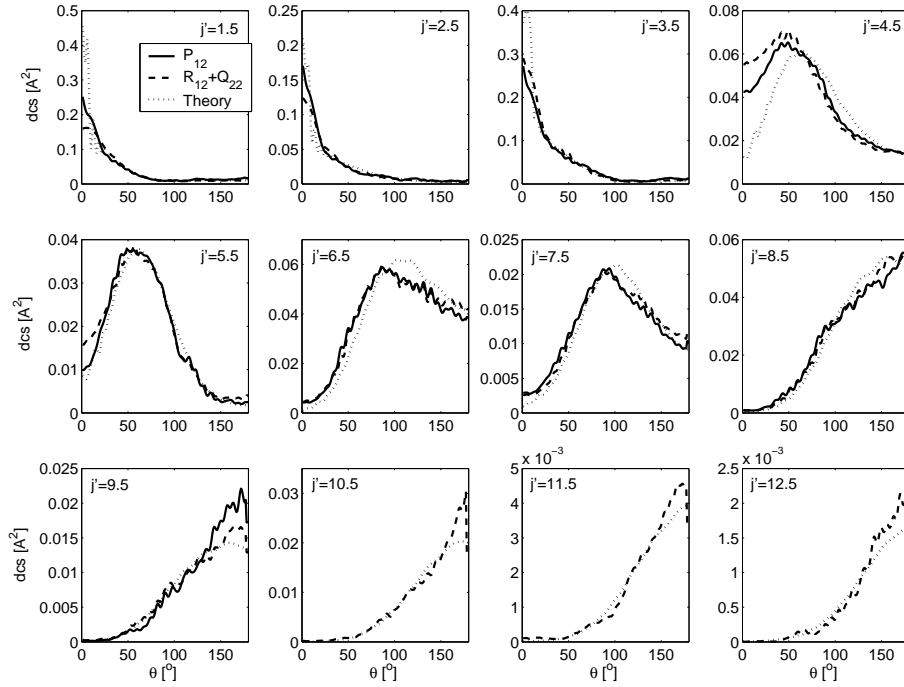 0.5
0.4
0.3
0.2
0.1
0
0 50 100 150
dcs [A²]
j'=1.5
P₁₂
R₁₂+Q₂₂
Theory
0.25
0.2
0.15
0.1
0.05
0
0 50 100 150
j'=2.5
0.4
0.3
0.2
0.1
0
0 50 100 150
j'=3.5
0.08
0.06
0.04
0.02
0
0 50 100 150
j'=4.5
0.04
0.03
0.02
0.01
0
0 50 100 150
dcs [A²]
j'=5.5
0.06
0.04
0.02
0
0 50 100 150
j'=6.5
0.025
0.02
0.015
0.01
0.005
0
0 50 100 150
j'=7.5
0.06
0.04
0.02
0
0 50 100 150
j'=8.5
0.025
0.02
0.015
0.01
0.005
0
0 50 100 150
dcs [A²]
θ [°]
j'=9.5
0.03
0.02
0.01
0
0 50 100 150
θ [°]
j'=10.5
x 10⁻³
5
4
3
2
1
0
0 50 100 150
θ [°]
j'=11.5
x 10⁻³
2.5
2
1.5
1
0.5
0
0 50 100 150
θ [°]
j'=12.5